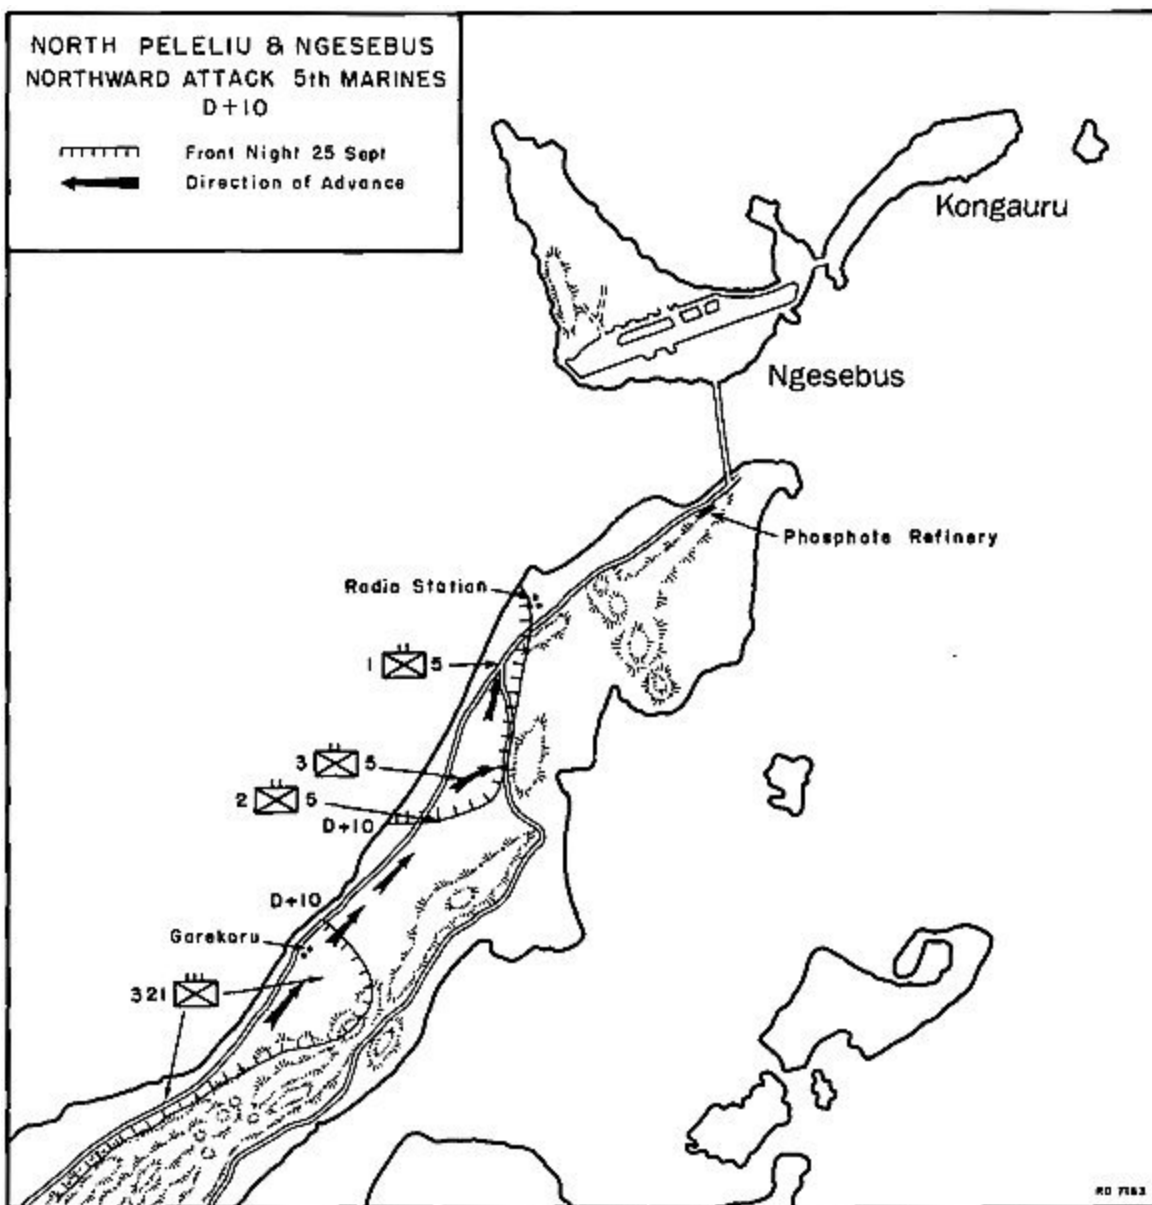 NORTH PELELIU & NGESEBUS
NORTHWARD ATTACK 5th MARINES
D+10
Front Night 25 Sept
Direction of Advance
Kongauru
Ngesebus
Phosphate Refinery
Radio Station
1 5
3 5
2 5
D+10
D+10
Garekoru
321
RD 7163